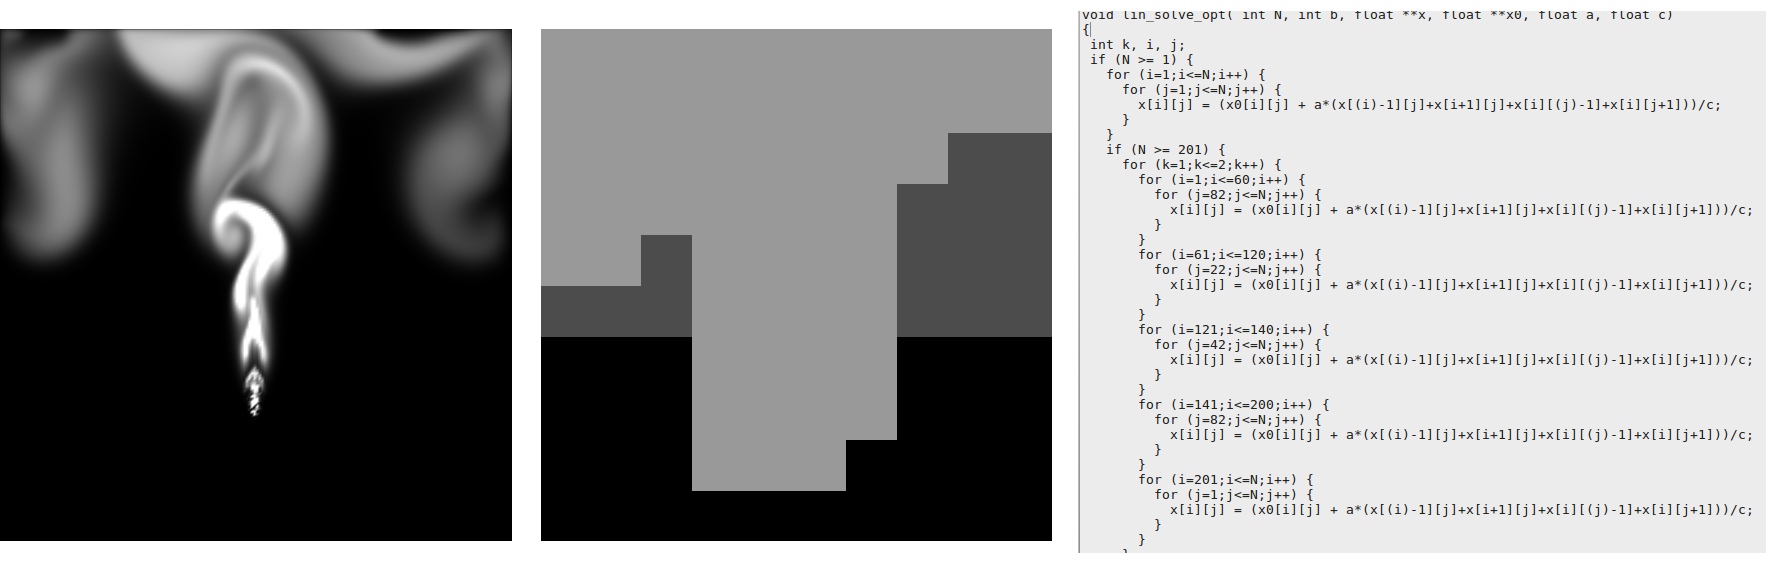 void lin_solve_opt( int N, int b, float **x, float **x0, float a, float c)
{
int k, i, j;
if (N >= 1) {
for (i=1;i<=N;i++) {
for (j=1;j<=N;j++) {
x[i][j] = (x0[i][j] + a*(x[(i)-1][j]+x[i+1][j]+x[i][(j)-1]+x[i][j+1]))/c;
}
}
if (N >= 201) {
for (k=1;k<=2;k++) {
for (i=1;i<=60;i++) {
for (j=82;j<=N;j++) {
x[i][j] = (x0[i][j] + a*(x[(i)-1][j]+x[i+1][j]+x[i][(j)-1]+x[i][j+1]))/c;
}
}
for (i=61;i<=120;i++) {
for (j=22;j<=N;j++) {
x[i][j] = (x0[i][j] + a*(x[(i)-1][j]+x[i+1][j]+x[i][(j)-1]+x[i][j+1]))/c;
}
}
for (i=121;i<=140;i++) {
for (j=42;j<=N;j++) {
x[i][j] = (x0[i][j] + a*(x[(i)-1][j]+x[i+1][j]+x[i][(j)-1]+x[i][j+1]))/c;
}
}
for (i=141;i<=200;i++) {
for (j=82;j<=N;j++) {
x[i][j] = (x0[i][j] + a*(x[(i)-1][j]+x[i+1][j]+x[i][(j)-1]+x[i][j+1]))/c;
}
}
for (i=201;i<=N;i++) {
for (j=1;j<=N;j++) {
x[i][j] = (x0[i][j] + a*(x[(i)-1][j]+x[i+1][j]+x[i][(j)-1]+x[i][j+1]))/c;
}
}
}